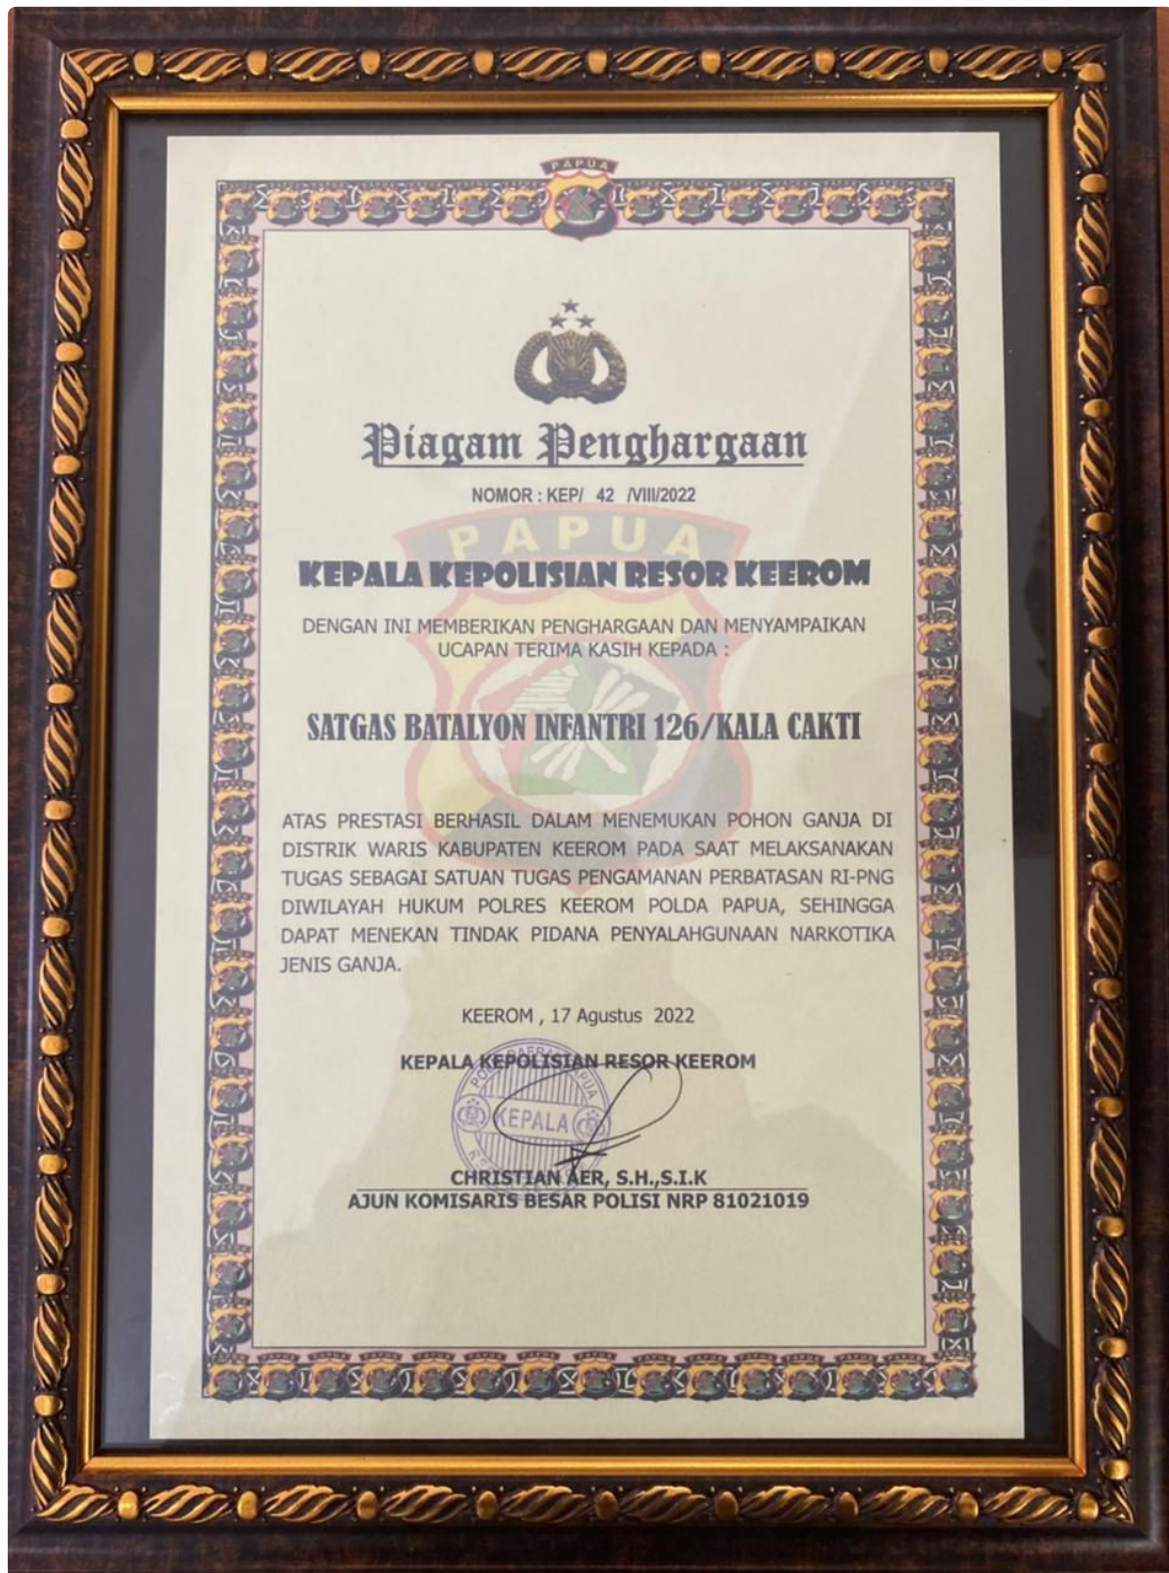 PAPUA
Piagam Penghargaan
NOMOR : KEP/ 42 /VIII/2022
PAPUA
KEPALA KEPOLISIAN RESOR KEEROM
DENGAN INI MEMBERIKAN PENGHARGAAN DAN MENYAMPAIKAN
UCAPAN TERIMA KASIH KEPADA :
SATGAS BATALYON INFANTRI 126/KALA CAKTI
ATAS PRESTASI BERHASIL DALAM MENEMUKAN POHON GANJA DI
DISTRIK WARIS KABUPATEN KEEROM PADA SAAT MELAKSANAKAN
TUGAS SEBAGAI SATUAN TUGAS PENGAMANAN PERBATASAN RI-PNG
DIWILAYAH HUKUM POLRES KEEROM POLDA PAPUA, SEHINGGA
DAPAT MENEKAN TINDAK PIDANA PENYALAHGUNAAN NARKOTIKA
JENIS GANJA.
KEEROM , 17 Agustus 2022
KEPALA KEPOLISIAN RESOR KEEROM
KEPALA
CHRISTIAN AER, S.H.,S.I.K
AJUN KOMISARIS BESAR POLISI NRP 81021019